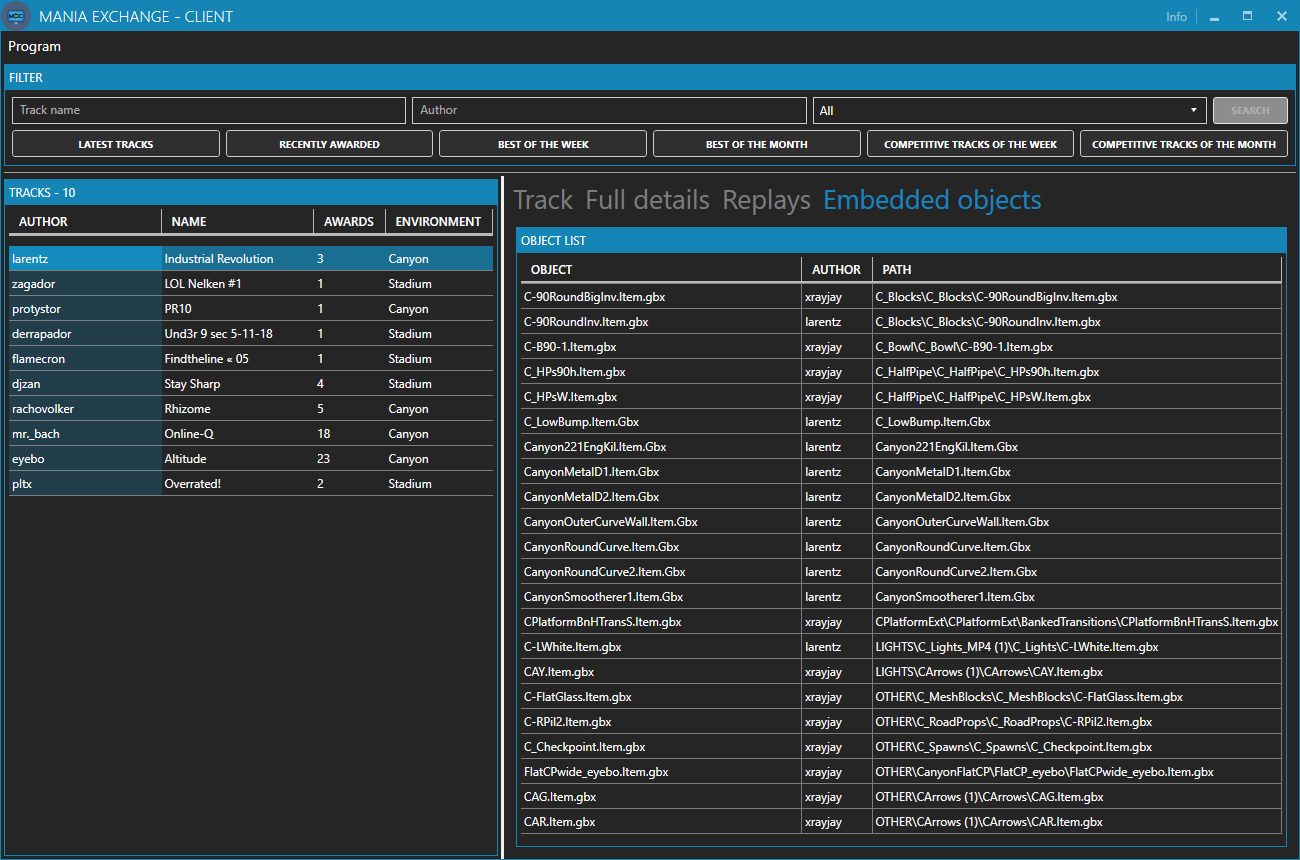 MANIA EXCHANGE - CLIENT Info
Program
FILTER
Track name Author All SEARCH
LATEST TRACKS RECENTLY AWARDED BEST OF THE WEEK BEST OF THE MONTH COMPETITIVE TRACKS OF THE WEEK COMPETITIVE TRACKS OF THE MONTH
TRACKS - 10
AUTHOR NAME AWARDS ENVIRONMENT
larentz Industrial Revolution 3 Canyon
zagador LOL Nelken #1 1 Stadium
protystor PR10 1 Canyon
derrapador Und3r 9 sec 5-11-18 1 Stadium
flamecron Findtheline « 05 1 Stadium
djzan Stay Sharp 4 Stadium
rachovolker Rhizome 5 Canyon
mr._bach Online-Q 18 Canyon
eyebo Altitude 23 Canyon
pltx Overrated! 2 Stadium
Track Full details Replays Embedded objects
OBJECT LIST
OBJECT AUTHOR PATH
C-90RoundBigInv.Item.gbx xrayjay C_Blocks\C_Blocks\C-90RoundBigInv.Item.gbx
C-90RoundInv.Item.gbx larentz C_Blocks\C_Blocks\C-90RoundInv.Item.gbx
C-B90-1.Item.gbx xrayjay C_Bowl\C_Bowl\C-B90-1.Item.gbx
C_HPs90h.Item.gbx xrayjay C_HalfPipe\C_HalfPipe\C_HPs90h.Item.gbx
C_HPsW.Item.gbx xrayjay C_HalfPipe\C_HalfPipe\C_HPsW.Item.gbx
C_LowBump.Item.Gbx larentz C_LowBump.Item.Gbx
Canyon221EngKil.Item.Gbx larentz Canyon221EngKil.Item.Gbx
CanyonMetalD1.Item.Gbx larentz CanyonMetalD1.Item.Gbx
CanyonMetalD2.Item.Gbx larentz CanyonMetalD2.Item.Gbx
CanyonOuterCurveWall.Item.Gbx larentz CanyonOuterCurveWall.Item.Gbx
CanyonRoundCurve.Item.Gbx larentz CanyonRoundCurve.Item.Gbx
CanyonRoundCurve2.Item.Gbx larentz CanyonRoundCurve2.Item.Gbx
CanyonSmootherer1.Item.Gbx larentz CanyonSmootherer1.Item.Gbx
CPlatformBnHTransS.Item.gbx xrayjay CPlatformExt\CPlatformExt\BankedTransitions\CPlatformBnHTransS.Item.gbx
C-LWhite.Item.gbx larentz LIGHTS\C_Lights_MP4 (1)\C_Lights\C-LWhite.Item.gbx
CAY.Item.gbx xrayjay LIGHTS\CArrows (1)\CArrows\CAY.Item.gbx
C-FlatGlass.Item.gbx xrayjay OTHER\C_MeshBlocks\C_MeshBlocks\C-FlatGlass.Item.gbx
C-RPil2.Item.gbx xrayjay OTHER\C_RoadProps\C_RoadProps\C-RPil2.Item.gbx
C_Checkpoint.Item.gbx xrayjay OTHER\C_Spawns\C_Spawns\C_Checkpoint.Item.gbx
FlatCPwide_eyebo.Item.gbx xrayjay OTHER\CanyonFlatCP\FlatCP_eyebo\FlatCPwide_eyebo.Item.gbx
CAG.Item.gbx xrayjay OTHER\CArrows (1)\CArrows\CAG.Item.gbx
CAR.Item.gbx xrayjay OTHER\CArrows (1)\CArrows\CAR.Item.gbx